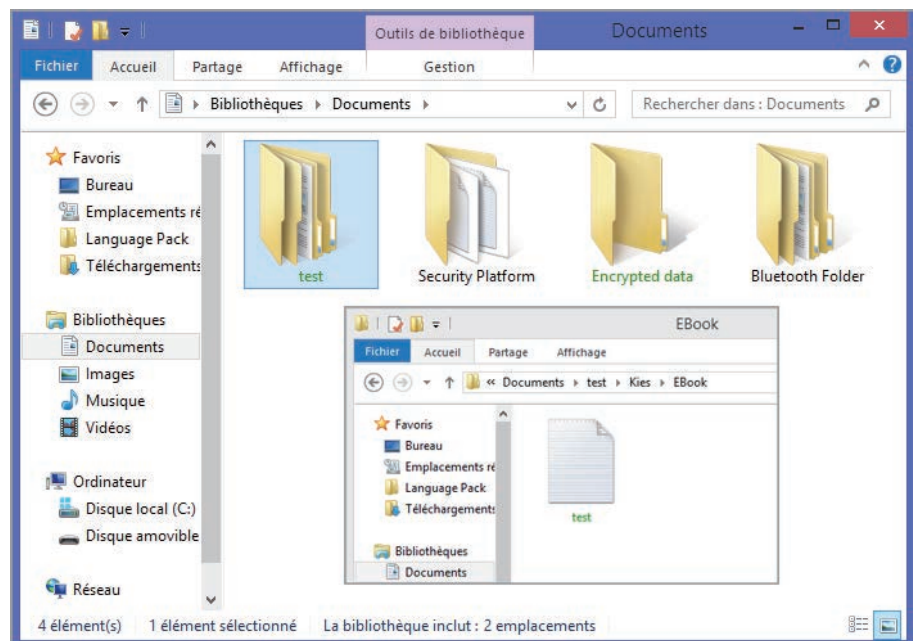 Outils de bibliothèque
Documents
Fichier Accueil Partage Affichage Gestion
Bibliothèques Documents
Rechercher dans : Documents
Favoris
Bureau
Emplacements ré
Language Pack
Téléchargements
Bibliothèques
Documents
Images
Musique
Vidéos
Ordinateur
Disque local (C:)
Disque amovible
Réseau
test
Security Platform
Encrypted data
Bluetooth Folder
EBook
Fichier Accueil Partage Affichage
« Documents test Kies EBook
Favoris
Bureau
Emplacements ré
Language Pack
Téléchargements
Bibliothèques
Documents
test
4 élément(s) 1 élément sélectionné La bibliothèque inclut : 2 emplacements